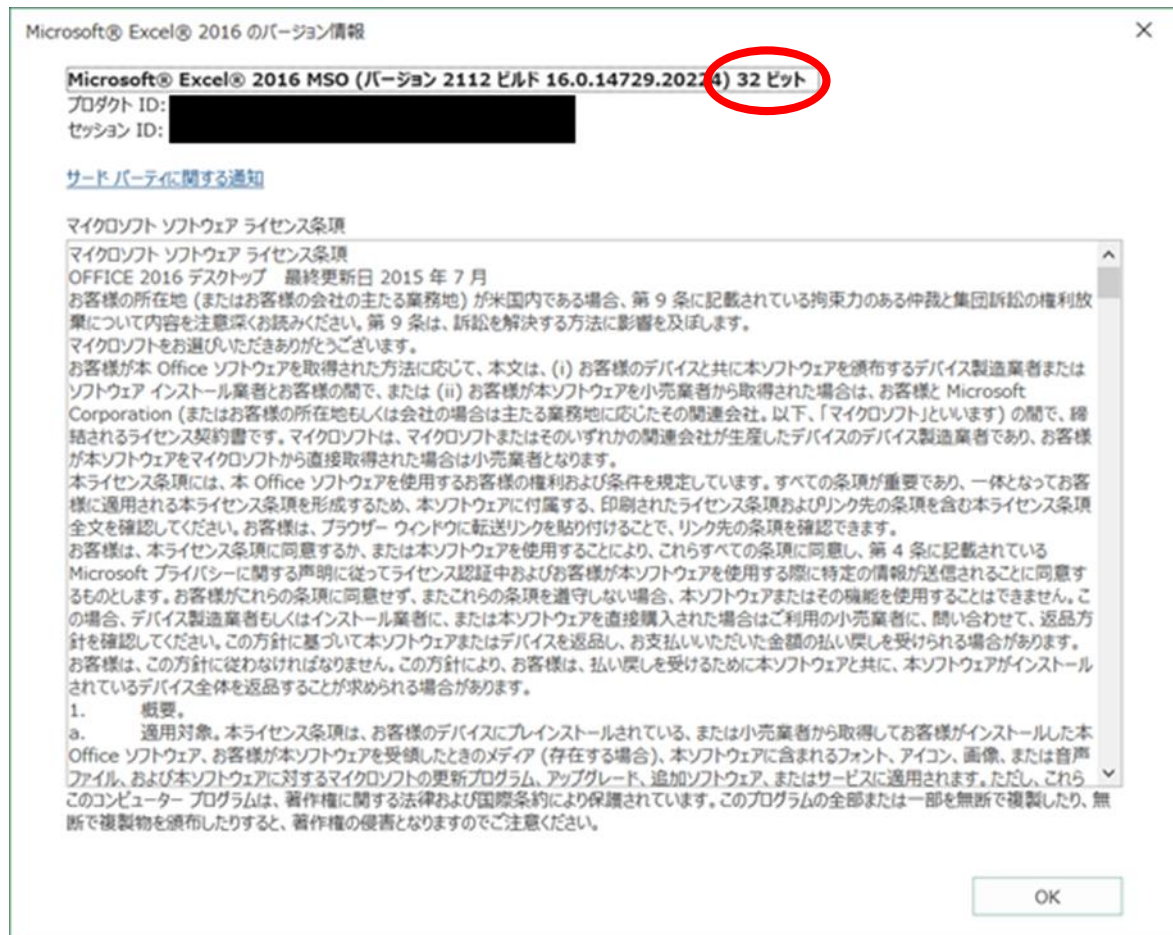 Microsoft® Excel® 2016 のバージョン情報
Microsoft® Excel® 2016 MSO (バージョン 2112 ビルド 16.0.14729.20224) 32 ビット
プロダクト ID:
セッション ID:
サード パーティに関する通知
マイクロソフト ソフトウェア ライセンス条項
マイクロソフト ソフトウェア ライセンス条項
OFFICE 2016 デスクトップ 最終更新日 2015 年 7 月
お客様の所在地 (またはお客様の会社の主たる業務地) が米国内である場合、第 9 条に記載されている拘束力のある仲裁と集団訴訟の権利放
棄について内容を注意深くお読みください。第 9 条は、訴訟を解決する方法に影響を及ぼします。
マイクロソフトをお選びいただきありがとうございます。
お客様が本 Office ソフトウェアを取得された方法に応じて、本文は、(i) お客様のデバイスと共に本ソフトウェアを頒布するデバイス製造業者または
ソフトウェア インストール業者とお客様の間で、または (ii) お客様が本ソフトウェアを小売業者から取得された場合は、お客様と Microsoft
Corporation (またはお客様の所在地もしくは会社の場合は主たる業務地に応じたその関連会社。以下、「マイクロソフト」といいます) の間で、締
結されるライセンス契約書です。マイクロソフトは、マイクロソフトまたはそのいずれかの関連会社が生産したデバイスのデバイス製造業者であり、お客様
が本ソフトウェアをマイクロソフトから直接取得された場合は小売業者となります。
本ライセンス条項には、本 Office ソフトウェアを使用するお客様の権利および条件を規定しています。すべての条項が重要であり、一体となってお客
様に適用される本ライセンス条項を形成するため、本ソフトウェアに付属する、印刷されたライセンス条項およびリンク先の条項を含む本ライセンス条項
全文を確認してください。お客様は、ブラウザー ウィンドウに転送リンクを貼り付けることで、リンク先の条項を確認できます。
お客様は、本ライセンス条項に同意するか、または本ソフトウェアを使用することにより、これらすべての条項に同意し、第 4 条に記載されている
Microsoft プライバシーに関する声明に従ってライセンス認証中およびお客様が本ソフトウェアを使用する際に特定の情報が送信されることに同意す
るものとします。お客様がこれらの条項に同意せず、またこれらの条項を遵守しない場合、本ソフトウェアまたはその機能を使用することはできません。こ
の場合、デバイス製造業者もしくはインストール業者に、または本ソフトウェアを直接購入された場合はご利用の小売業者に、問い合わせて、返品方
針を確認してください。この方針に基づいて本ソフトウェアまたはデバイスを返品し、お支払いいただいた金額の払い戻しを受けられる場合があります。
お客様は、この方針に従わなければなりません。この方針により、お客様は、払い戻しを受けるために本ソフトウェアと共に、本ソフトウェアがインストール
されているデバイス全体を返品することが求められる場合があります。
1. 概要。
a. 適用対象。本ライセンス条項は、お客様のデバイスにプレインストールされている、または小売業者から取得してお客様がインストールした本
Office ソフトウェア、お客様が本ソフトウェアを受領したときのメディア (存在する場合)、本ソフトウェアに含まれるフォント、アイコン、画像、または音声
ファイル、および本ソフトウェアに対するマイクロソフトの更新プログラム、アップグレード、追加ソフトウェア、またはサービスに適用されます。ただし、これら
このコンピューター プログラムは、著作権に関する法律および国際条約により保護されています。このプログラムの全部または一部を無断で複製したり、無
断で複製物を頒布したりすると、著作権の侵害となりますのでご注意ください。
OK